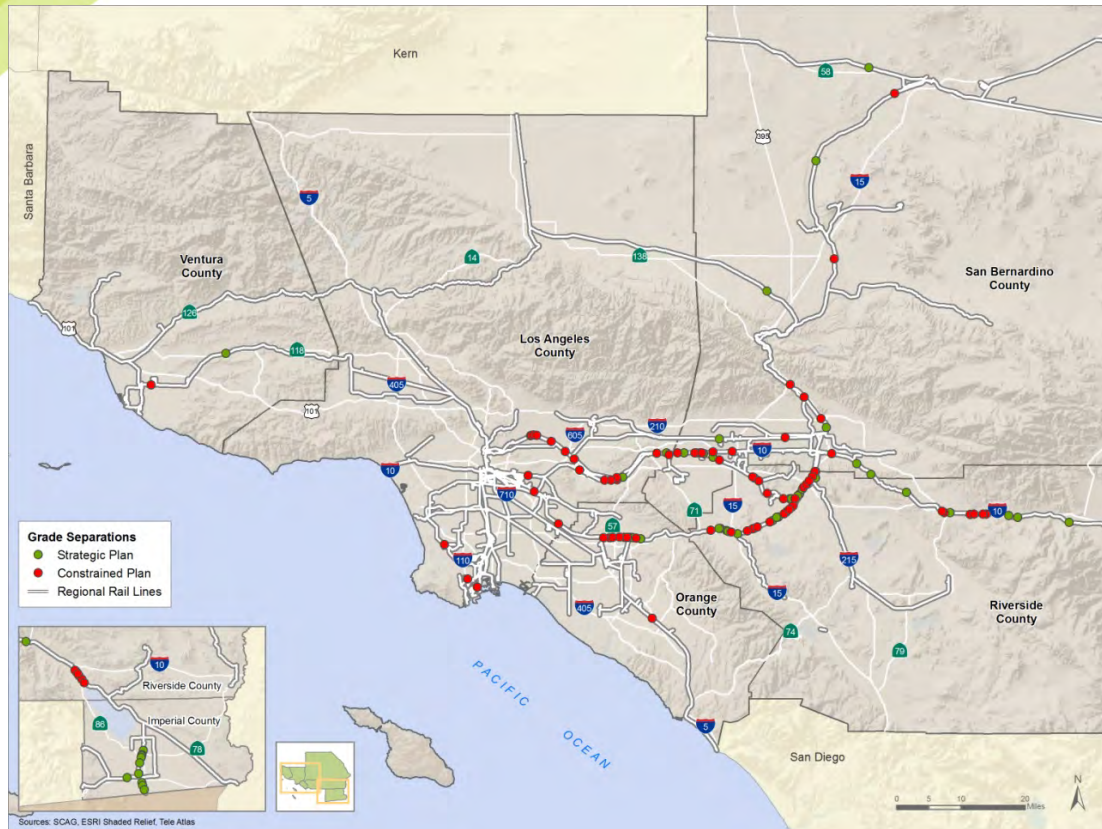 Kern
58
395
Santa Barbara
5
15
Ventura
County
14
138
San Bernardino
County
126
101
Los Angeles
County
118
405
101
605
210
10
10
710
57
71
15
10
110
215
405
Orange
County
15
Riverside
County
74
79
Grade Separations
Strategic Plan
Constrained Plan
Regional Rail Lines
PACIFIC OCEAN
5
10
Riverside County
Imperial County
86
78
San Diego
N
0 5 10 20
Miles
Sources: SCAG, ESRI Shaded Relief, Tele Atlas